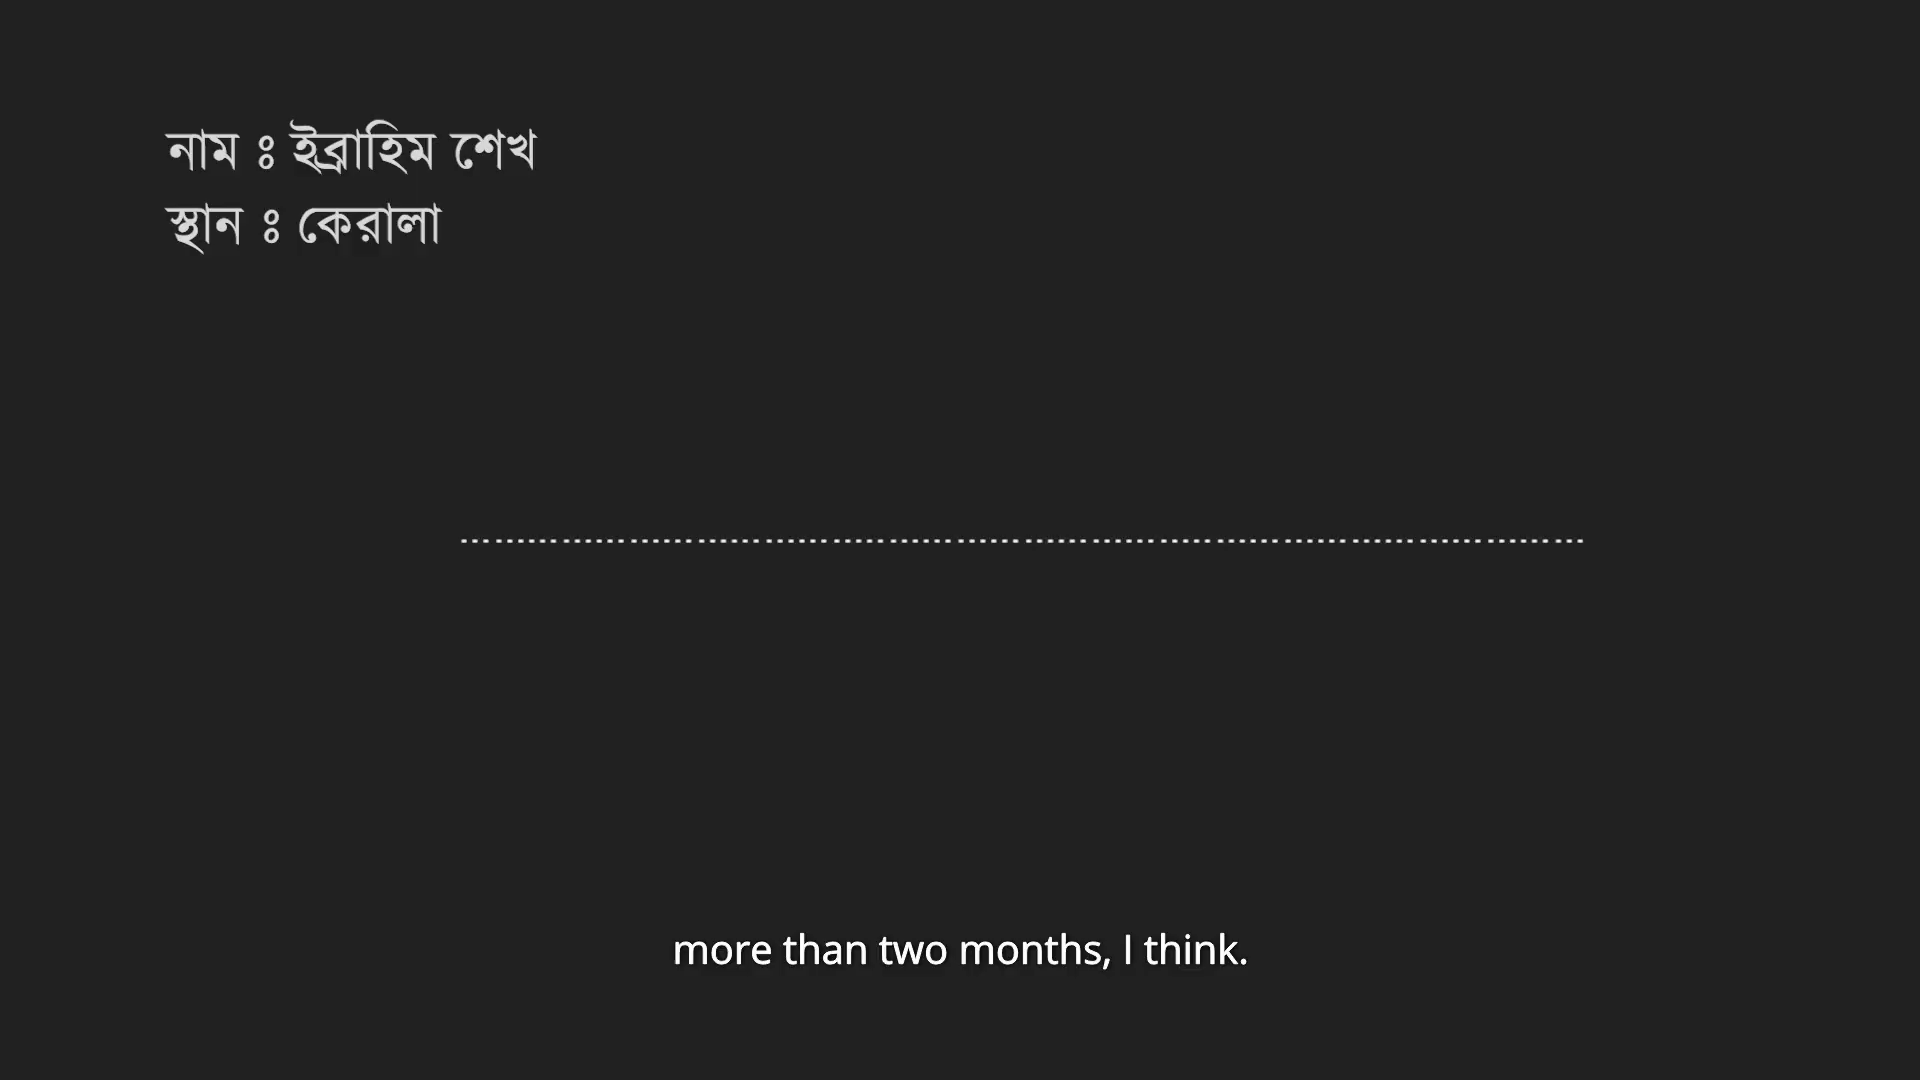 নাম ঃ ইব্রাহিম শেখ
স্থান ঃ কেরালা
more than two months, I think.